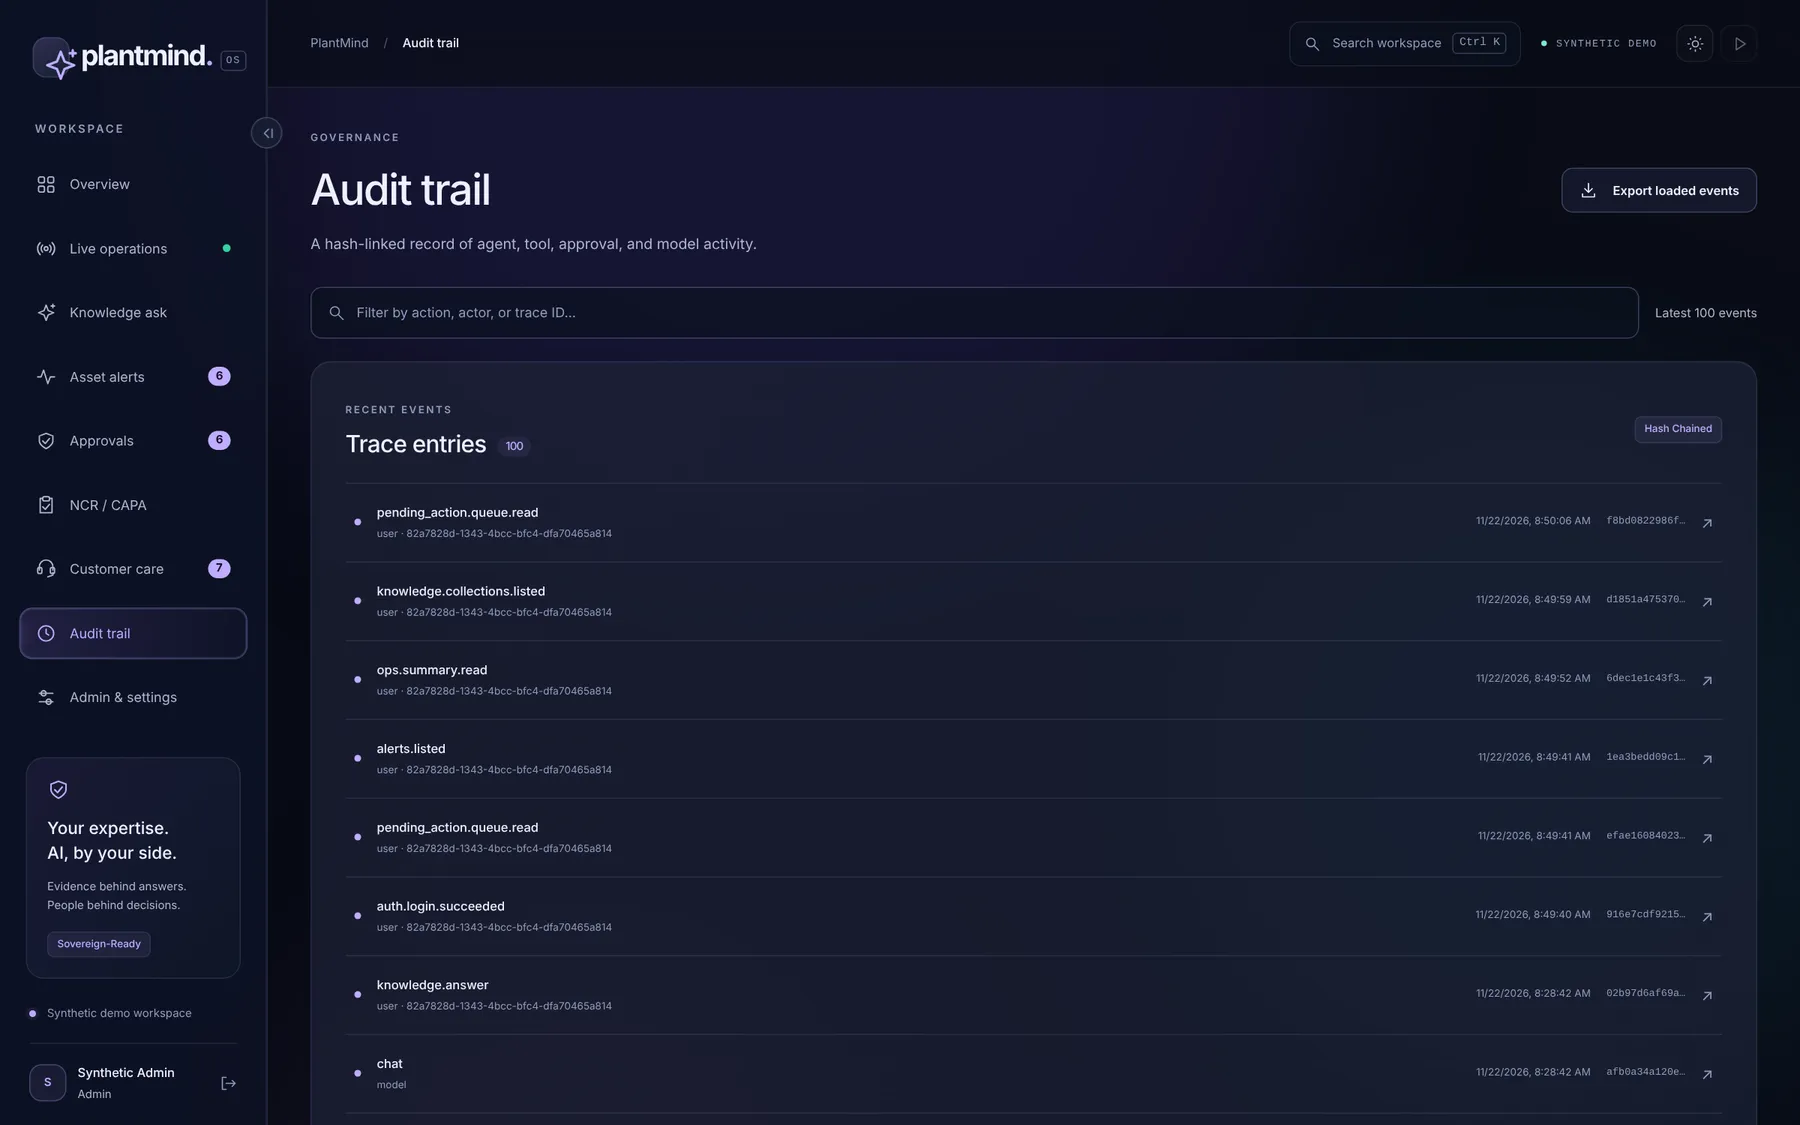 plantmind.
OS
WORKSPACE
Overview
Live operations
Knowledge ask
Asset alerts
6
Approvals
6
NCR / CAPA
Customer care
7
Audit trail
Admin & settings
Your expertise.
AI, by your side.
Evidence behind answers.
People behind decisions.
Sovereign-Ready
Synthetic demo workspace
S
Synthetic Admin
Admin
PlantMind / Audit trail
Search workspace
Ctrl K
SYNTHETIC DEMO
GOVERNANCE
Audit trail
A hash-linked record of agent, tool, approval, and model activity.
Export loaded events
Filter by action, actor, or trace ID...
Latest 100 events
RECENT EVENTS
Trace entries 100
Hash Chained
pending_action.queue.read
user · 82a7828d-1343-4bcc-bfc4-dfa70465a814
11/22/2026, 8:50:06 AM
f8bd0822986f…
knowledge.collections.listed
user · 82a7828d-1343-4bcc-bfc4-dfa70465a814
11/22/2026, 8:49:59 AM
d1851a475370…
ops.summary.read
user · 82a7828d-1343-4bcc-bfc4-dfa70465a814
11/22/2026, 8:49:52 AM
6dec1e1c43f3…
alerts.listed
user · 82a7828d-1343-4bcc-bfc4-dfa70465a814
11/22/2026, 8:49:41 AM
1ea3bedd09c1…
pending_action.queue.read
user · 82a7828d-1343-4bcc-bfc4-dfa70465a814
11/22/2026, 8:49:41 AM
efae16084023…
auth.login.succeeded
user · 82a7828d-1343-4bcc-bfc4-dfa70465a814
11/22/2026, 8:49:40 AM
916e7cdf9215…
knowledge.answer
user · 82a7828d-1343-4bcc-bfc4-dfa70465a814
11/22/2026, 8:28:42 AM
02b97d6af69a…
chat
model
11/22/2026, 8:28:42 AM
afb0a34a120e…